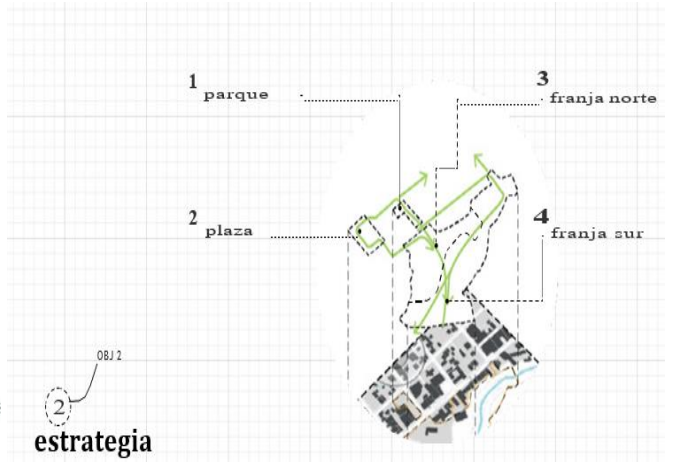 1
parque
3
franja norte
2
plaza
4
franja sur
OBJ 2
2
estrategia